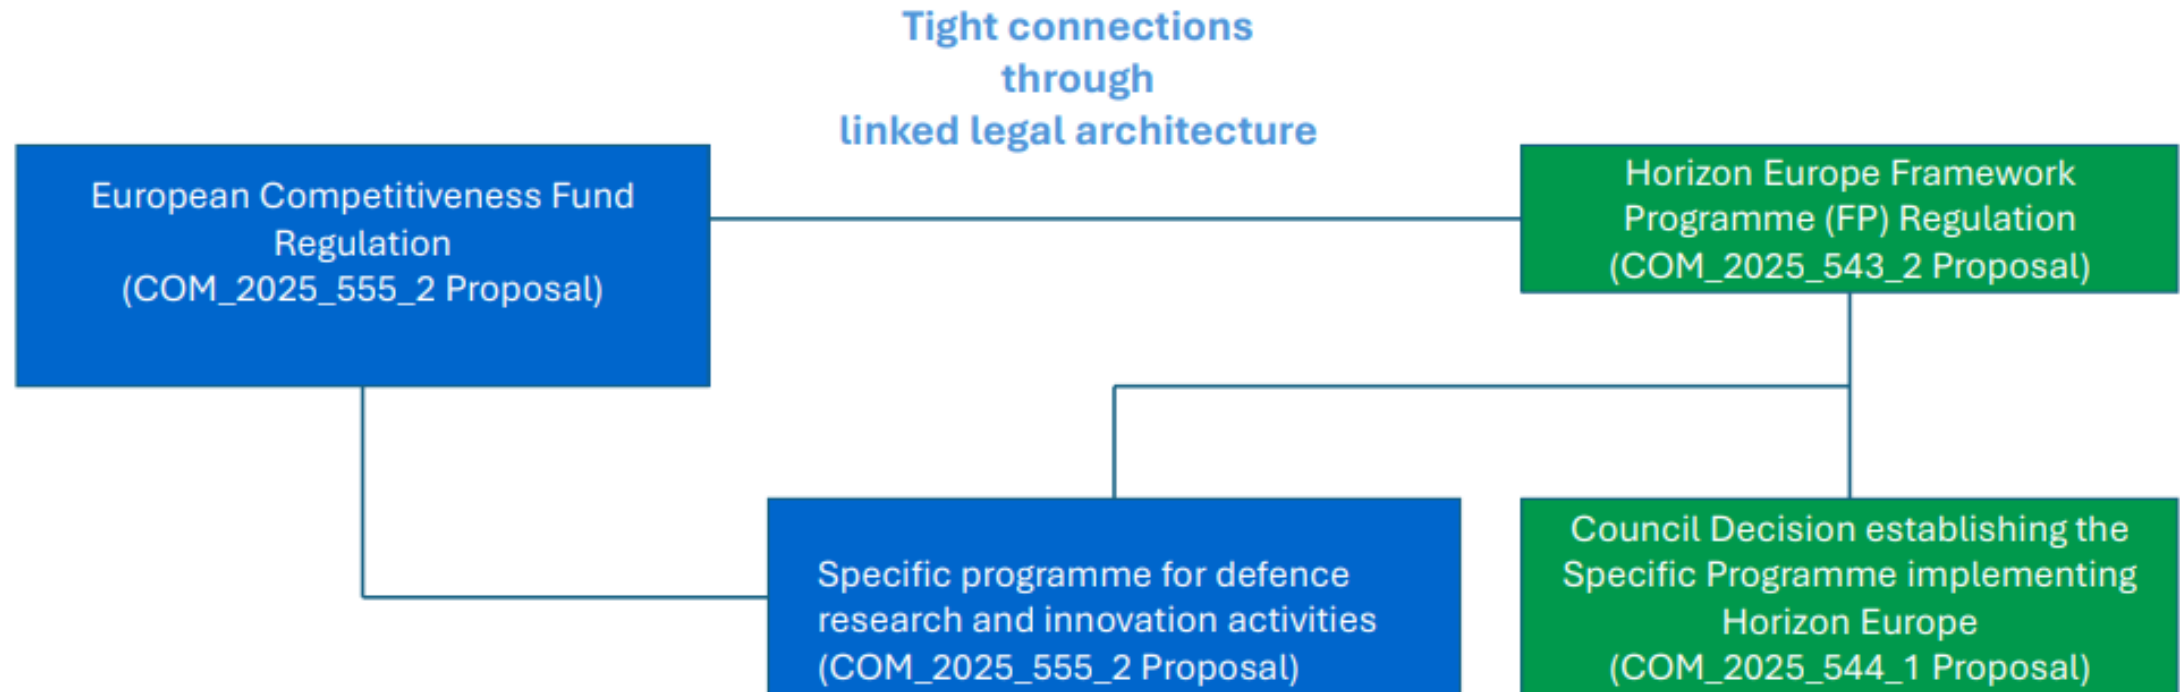 Tight connections
through
linked legal architecture
European Competitiveness Fund
Regulation
(COM_2025_555_2 Proposal)
Horizon Europe Framework
Programme (FP) Regulation
(COM_2025_543_2 Proposal)
Specific programme for defence
research and innovation activities
(COM_2025_555_2 Proposal)
Council Decision establishing the
Specific Programme implementing
Horizon Europe
(COM_2025_544_1 Proposal)